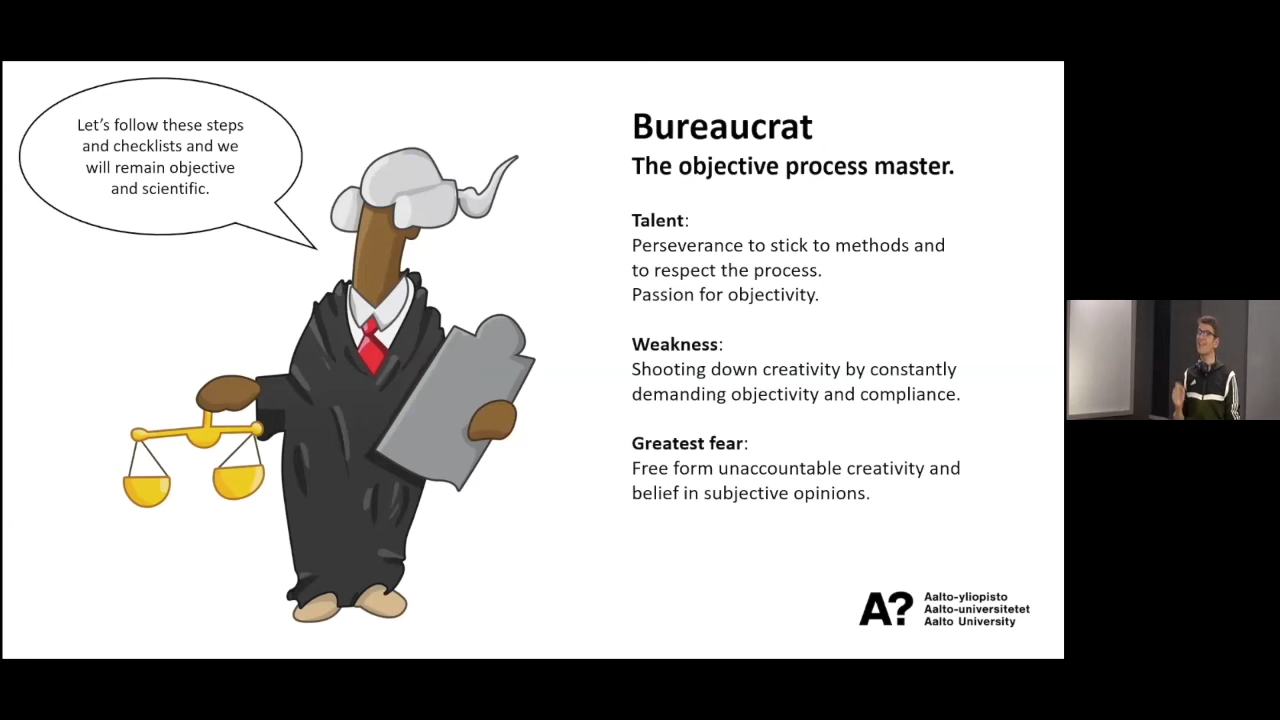 Let's follow these steps
and checklists and we
will remain objective
and scientific.
Bureaucrat
The objective process master.
Talent:
Perseverance to stick to methods and
to respect the process.
Passion for objectivity.
Weakness:
Shooting down creativity by constantly
demanding objectivity and compliance.
Greatest fear:
Free form unaccountable creativity and
belief in subjective opinions.
A?
Aalto-yliopisto
Aalto-universitetet
Aalto University